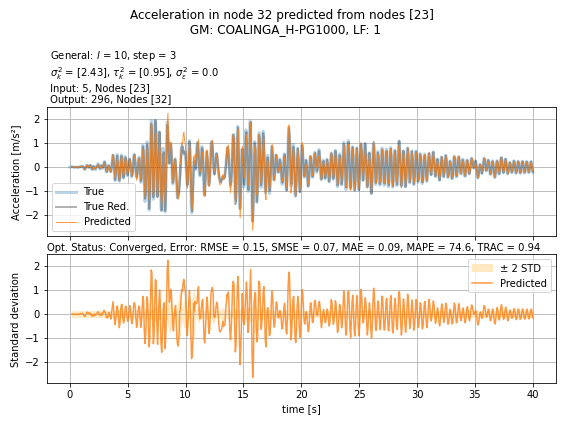 Acceleration in node 32 predicted from nodes [23]
GM: COALINGA_H-PG1000, LF: 1
General: l = 10, step = 3
σ²ₖ = [2.43], τ²ₖ = [0.95], σ²ε = 0.0
Input: 5, Nodes [23]
Output: 296, Nodes [32]
2
1
0
−1
−2
Acceleration [m/s²]
True
True Red.
Predicted
Opt. Status: Converged, Error: RMSE = 0.15, SMSE = 0.07, MAE = 0.09, MAPE = 74.6, TRAC = 0.94
2
1
0
−1
−2
Standard deviation
± 2 STD
Predicted
0 5 10 15 20 25 30 35 40
time [s]